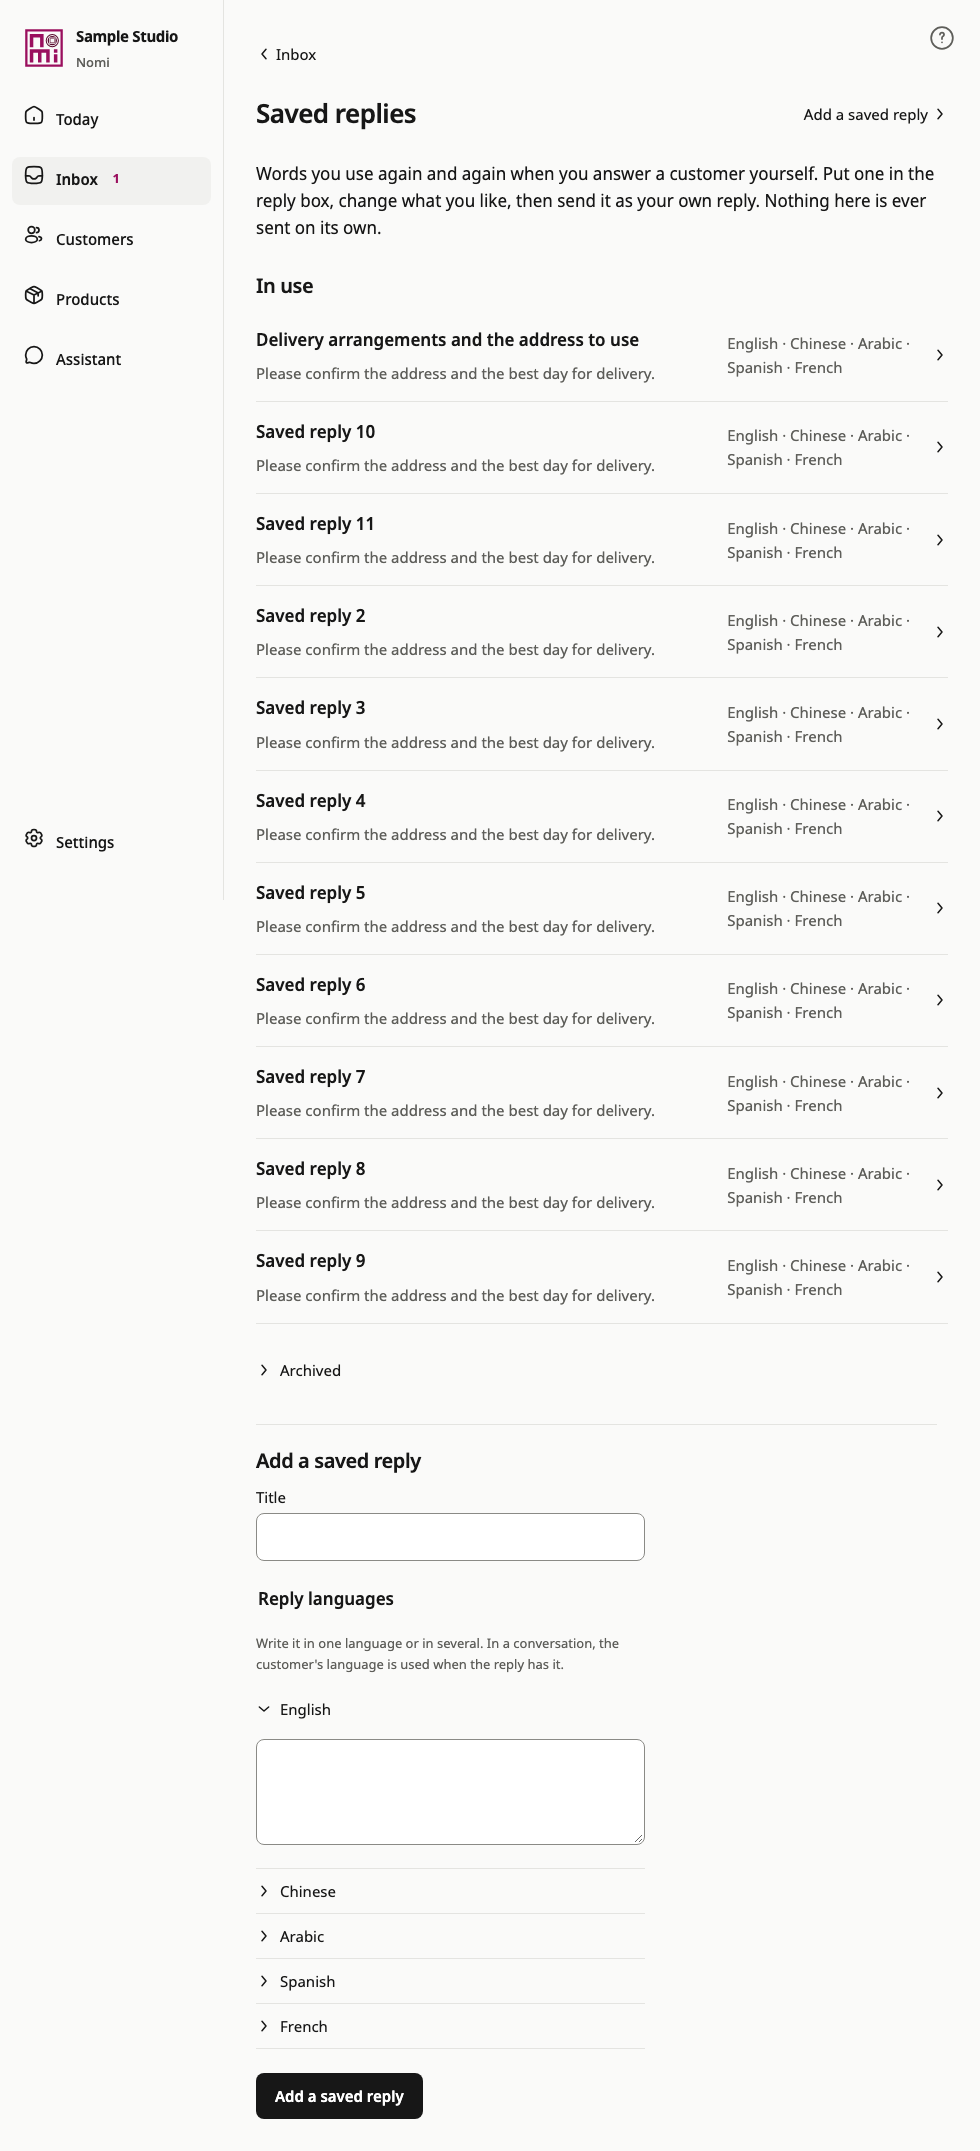 nomi
Sample Studio
Nomi
Today
Inbox 1
Customers
Products
Assistant
Settings
Inbox
Saved replies
Add a saved reply
Words you use again and again when you answer a customer yourself. Put one in the
reply box, change what you like, then send it as your own reply. Nothing here is ever
sent on its own.
In use
Delivery arrangements and the address to use
Please confirm the address and the best day for delivery.
English · Chinese · Arabic ·
Spanish · French
Saved reply 10
Please confirm the address and the best day for delivery.
English · Chinese · Arabic ·
Spanish · French
Saved reply 11
Please confirm the address and the best day for delivery.
English · Chinese · Arabic ·
Spanish · French
Saved reply 2
Please confirm the address and the best day for delivery.
English · Chinese · Arabic ·
Spanish · French
Saved reply 3
Please confirm the address and the best day for delivery.
English · Chinese · Arabic ·
Spanish · French
Saved reply 4
Please confirm the address and the best day for delivery.
English · Chinese · Arabic ·
Spanish · French
Saved reply 5
Please confirm the address and the best day for delivery.
English · Chinese · Arabic ·
Spanish · French
Saved reply 6
Please confirm the address and the best day for delivery.
English · Chinese · Arabic ·
Spanish · French
Saved reply 7
Please confirm the address and the best day for delivery.
English · Chinese · Arabic ·
Spanish · French
Saved reply 8
Please confirm the address and the best day for delivery.
English · Chinese · Arabic ·
Spanish · French
Saved reply 9
Please confirm the address and the best day for delivery.
English · Chinese · Arabic ·
Spanish · French
Archived
Add a saved reply
Title
Reply languages
Write it in one language or in several. In a conversation, the
customer's language is used when the reply has it.
English
Chinese
Arabic
Spanish
French
Add a saved reply